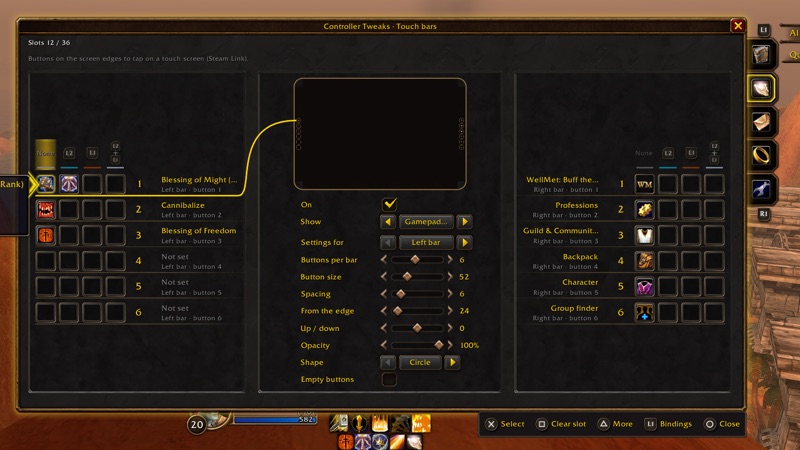 Controller Tweaks - Touch bars
Slots 12 / 36
Buttons on the screen edges to tap on a touch screen (Steam Link).
L1
Al
Qu
R1
Rank)
None
L2
L1
L2
+
L1
1
Blessing of Might (...
Left bar - button 1
2
Cannibalize
Left bar - button 2
3
Blessing of Freedom
Left bar - button 3
4
Not set
Left bar - button 4
5
Not set
Left bar - button 5
6
Not set
Left bar - button 6
On
Show
Gamepad...
Settings for
Left bar
Buttons per bar
6
Button size
52
Spacing
6
From the edge
24
Up / down
0
Opacity
100%
Shape
Circle
Empty buttons
None
L2
L1
L2
+
L1
WellMet: Buff the...
Right bar - button 1
1
WM
Professions
Right bar - button 2
2
Guild & Communit...
Right bar - button 3
3
Backpack
Right bar - button 4
4
Character
Right bar - button 5
5
Group finder
Right bar - button 6
6
20
582
Select
Clear slot
More
L1
Bindings
Close